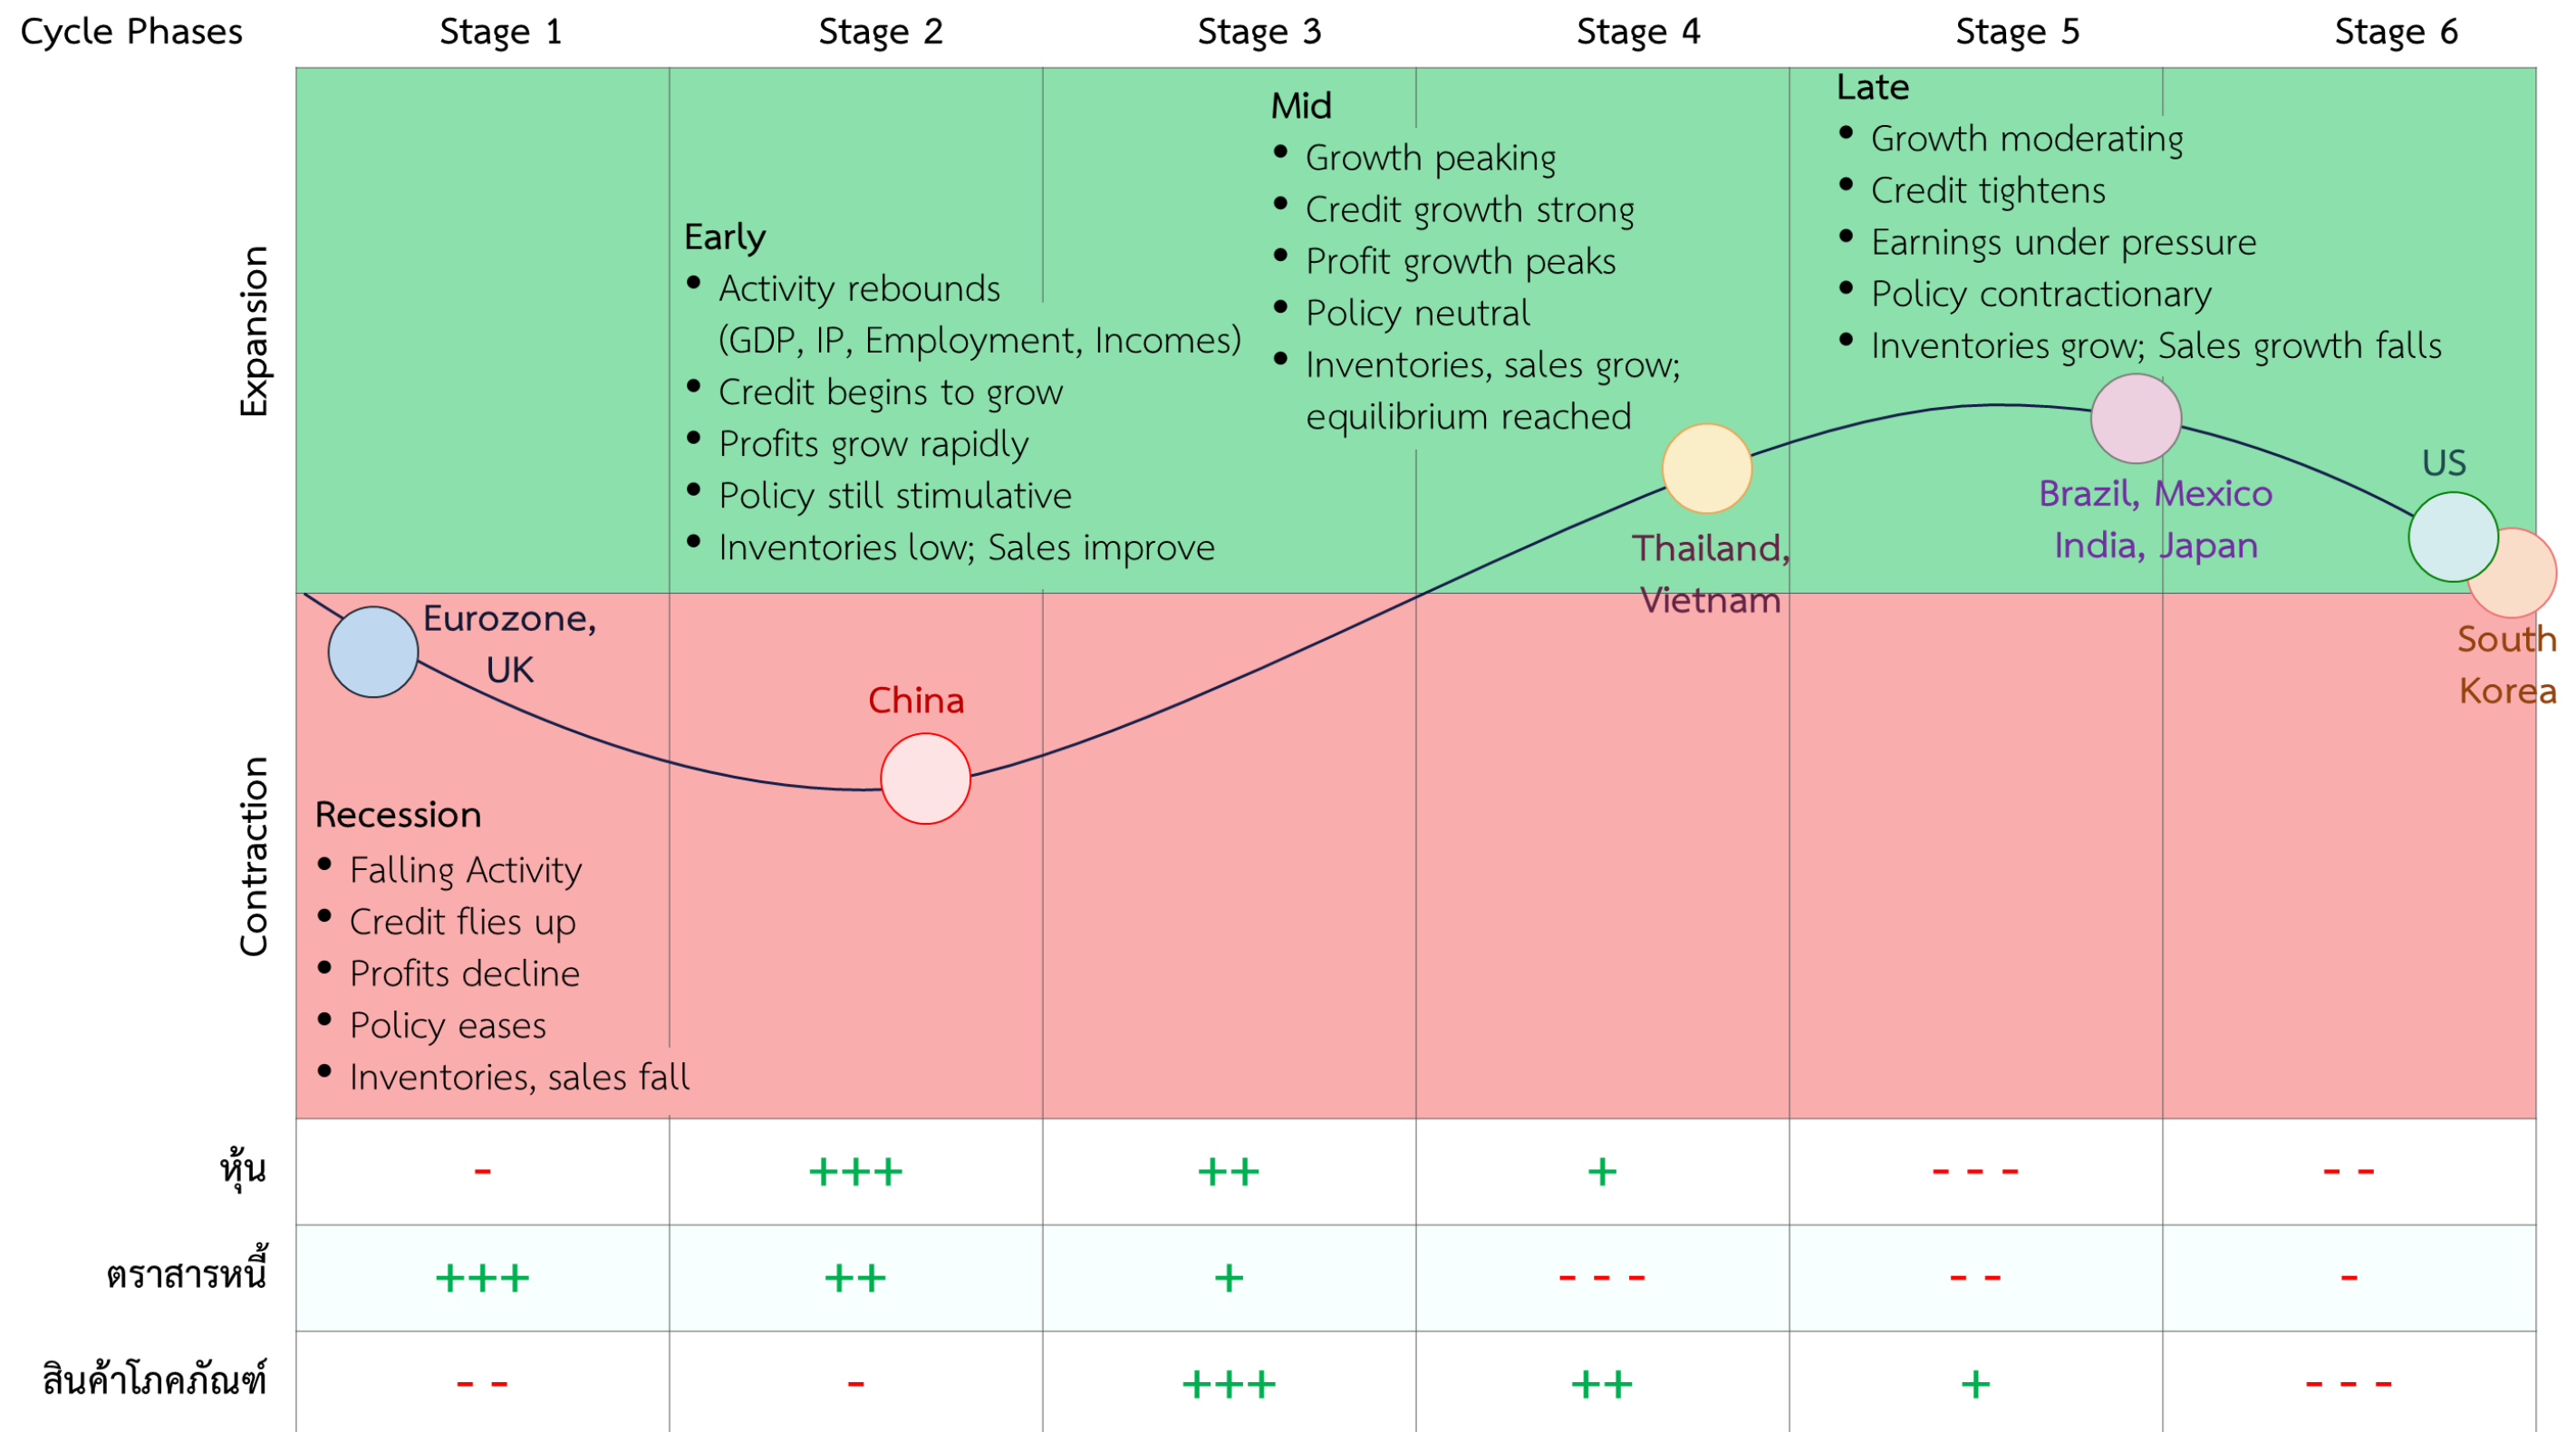 Cycle Phases Stage 1 Stage 2 Stage 3 Stage 4 Stage 5 Stage 6
Expansion
Early
• Activity rebounds
(GDP, IP, Employment, Incomes)
• Credit begins to grow
• Profits grow rapidly
• Policy still stimulative
• Inventories low; Sales improve
Mid
• Growth peaking
• Credit growth strong
• Profit growth peaks
• Policy neutral
• Inventories, sales grow;
equilibrium reached
Late
• Growth moderating
• Credit tightens
• Earnings under pressure
• Policy contractionary
• Inventories grow; Sales growth falls
Thailand,
Vietnam
Brazil, Mexico
India, Japan
US
South
Korea
Contraction
Eurozone,
UK
China
Recession
• Falling Activity
• Credit flies up
• Profits decline
• Policy eases
• Inventories, sales fall
หุ้น - +++ ++ + - - - - -
ตราสารหนี้ +++ ++ + - - - - - -
สินค้าโภคภัณฑ์ - - - +++ ++ + - - -